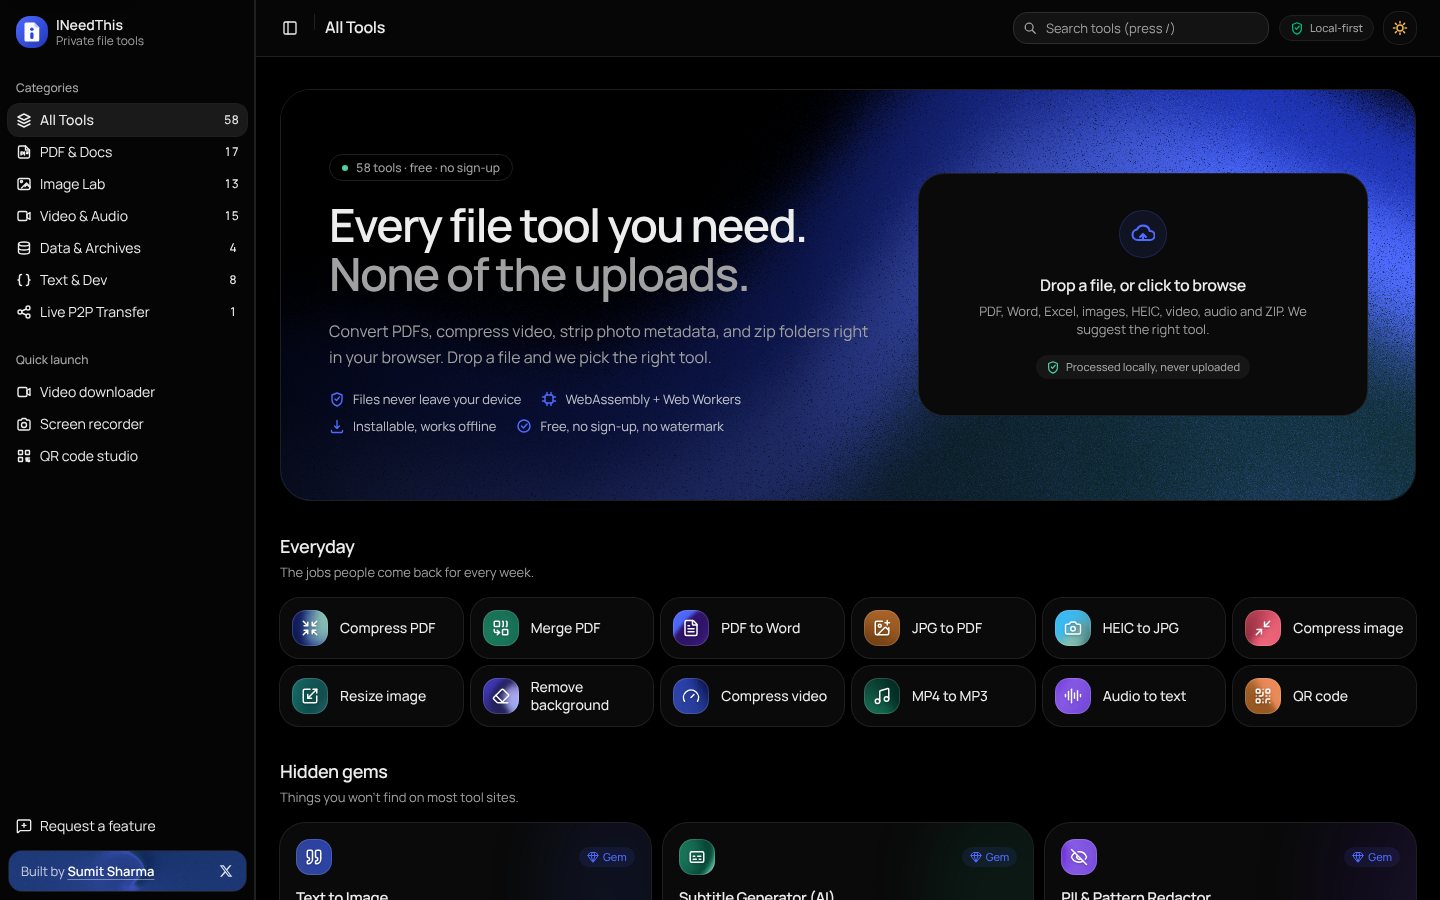 INeedThis
Private file tools
Categories
All Tools 58
PDF & Docs 17
Image Lab 13
Video & Audio 15
Data & Archives 4
Text & Dev 8
Live P2P Transfer 1
Quick launch
Video downloader
Screen recorder
QR code studio
Request a feature
Built by Sumit Sharma
All Tools
Search tools (press /)
Local-first
58 tools · free · no sign-up
Every file tool you need.
None of the uploads.
Convert PDFs, compress video, strip photo metadata, and zip folders right
in your browser. Drop a file and we pick the right tool.
Files never leave your device
WebAssembly + Web Workers
Installable, works offline
Free, no sign-up, no watermark
Drop a file, or click to browse
PDF, Word, Excel, images, HEIC, video, audio and ZIP. We
suggest the right tool.
Processed locally, never uploaded
Everyday
The jobs people come back for every week.
Compress PDF
Merge PDF
PDF to Word
JPG to PDF
HEIC to JPG
Compress image
Resize image
Remove
background
Compress video
MP4 to MP3
Audio to text
QR code
Hidden gems
Things you won't find on most tool sites.
Gem
Text to Image
Gem
Subtitle Generator (AI)
Gem
PII & Pattern Redactor